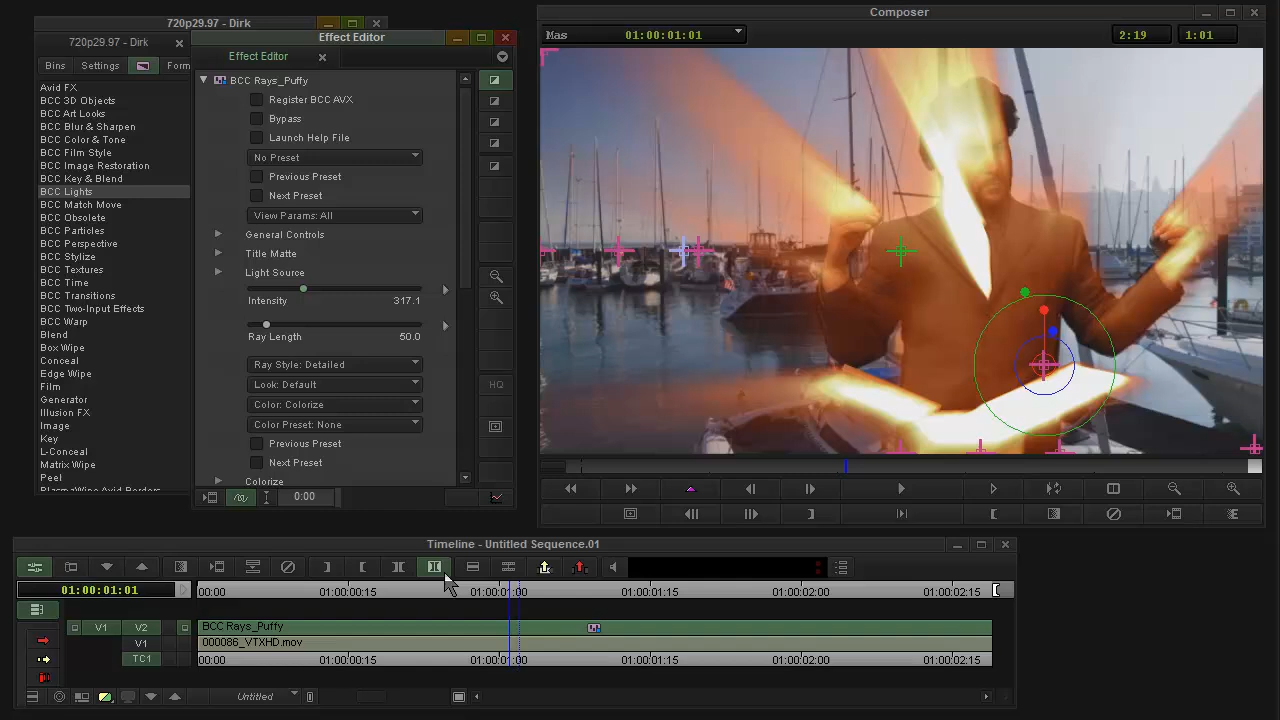 720p29.97 - Dirk
720p29.97 - Dirk
Bins
Settings
Form
Avid FX
BCC 3D Objects
BCC Art Looks
BCC Blur & Sharpen
BCC Color & Tone
BCC Film Style
BCC Image Restoration
BCC Key & Blend
BCC Lights
BCC Match Move
BCC Obsolete
BCC Particles
BCC Perspective
BCC Stylize
BCC Textures
BCC Time
BCC Transitions
BCC Two-Input Effects
BCC Warp
Blend
Box Wipe
Conceal
Edge Wipe
Film
Generator
Illusion FX
Image
Key
L-Conceal
Matrix Wipe
Peel
PlasmaWipe Avid Borders
Effect Editor
Effect Editor
BCC Rays_Puffy
Register BCC AVX
Bypass
Launch Help File
No Preset
Previous Preset
Next Preset
View Params: All
General Controls
Title Matte
Light Source
Intensity 317.1
Ray Length 50.0
Ray Style: Detailed
Look: Default
Color: Colorize
Color Preset: None
Previous Preset
Next Preset
Colorize
HQ
0:00
Composer
Mas 01:00:01:01 2:19 1:01
Timeline - Untitled Sequence.01
01:00:01:01
00:00 01:00:00:15 01:00:01:00 01:00:01:15 01:00:02:00 01:00:02:15
V1 V2 BCC Rays_Puffy
V1 000086_VTXHD.mov
TC1 00:00 01:00:00:15 01:00:01:00 01:00:01:15 01:00:02:00 01:00:02:15
Untitled